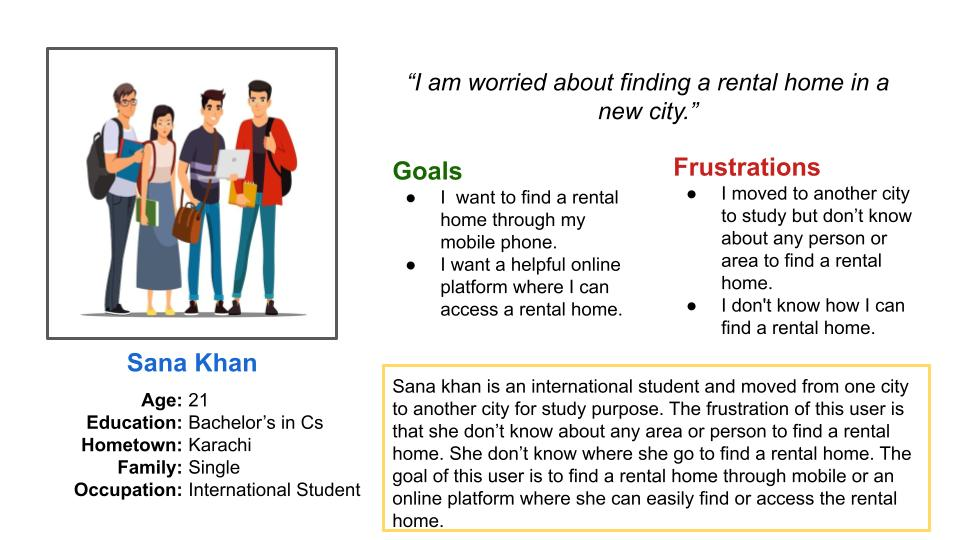 “I am worried about finding a rental home in a
new city.”
Goals
● I  want to find a rental
home through my
mobile phone.
● I want a helpful online
platform where I can
access a rental home.
Frustrations
● I moved to another city
to study but don’t know
about any person or
area to find a rental
home.
● I don't know how I can
find a rental home.
Sana Khan
Age: 21
Education: Bachelor’s in Cs
Hometown: Karachi
Family: Single
Occupation: International Student
Sana khan is an international student and moved from one city
to another city for study purpose. The frustration of this user is
that she don’t know about any area or person to find a rental
home. She don’t know where she go to find a rental home. The
goal of this user is to find a rental home through mobile or an
online platform where she can easily find or access the rental
home.